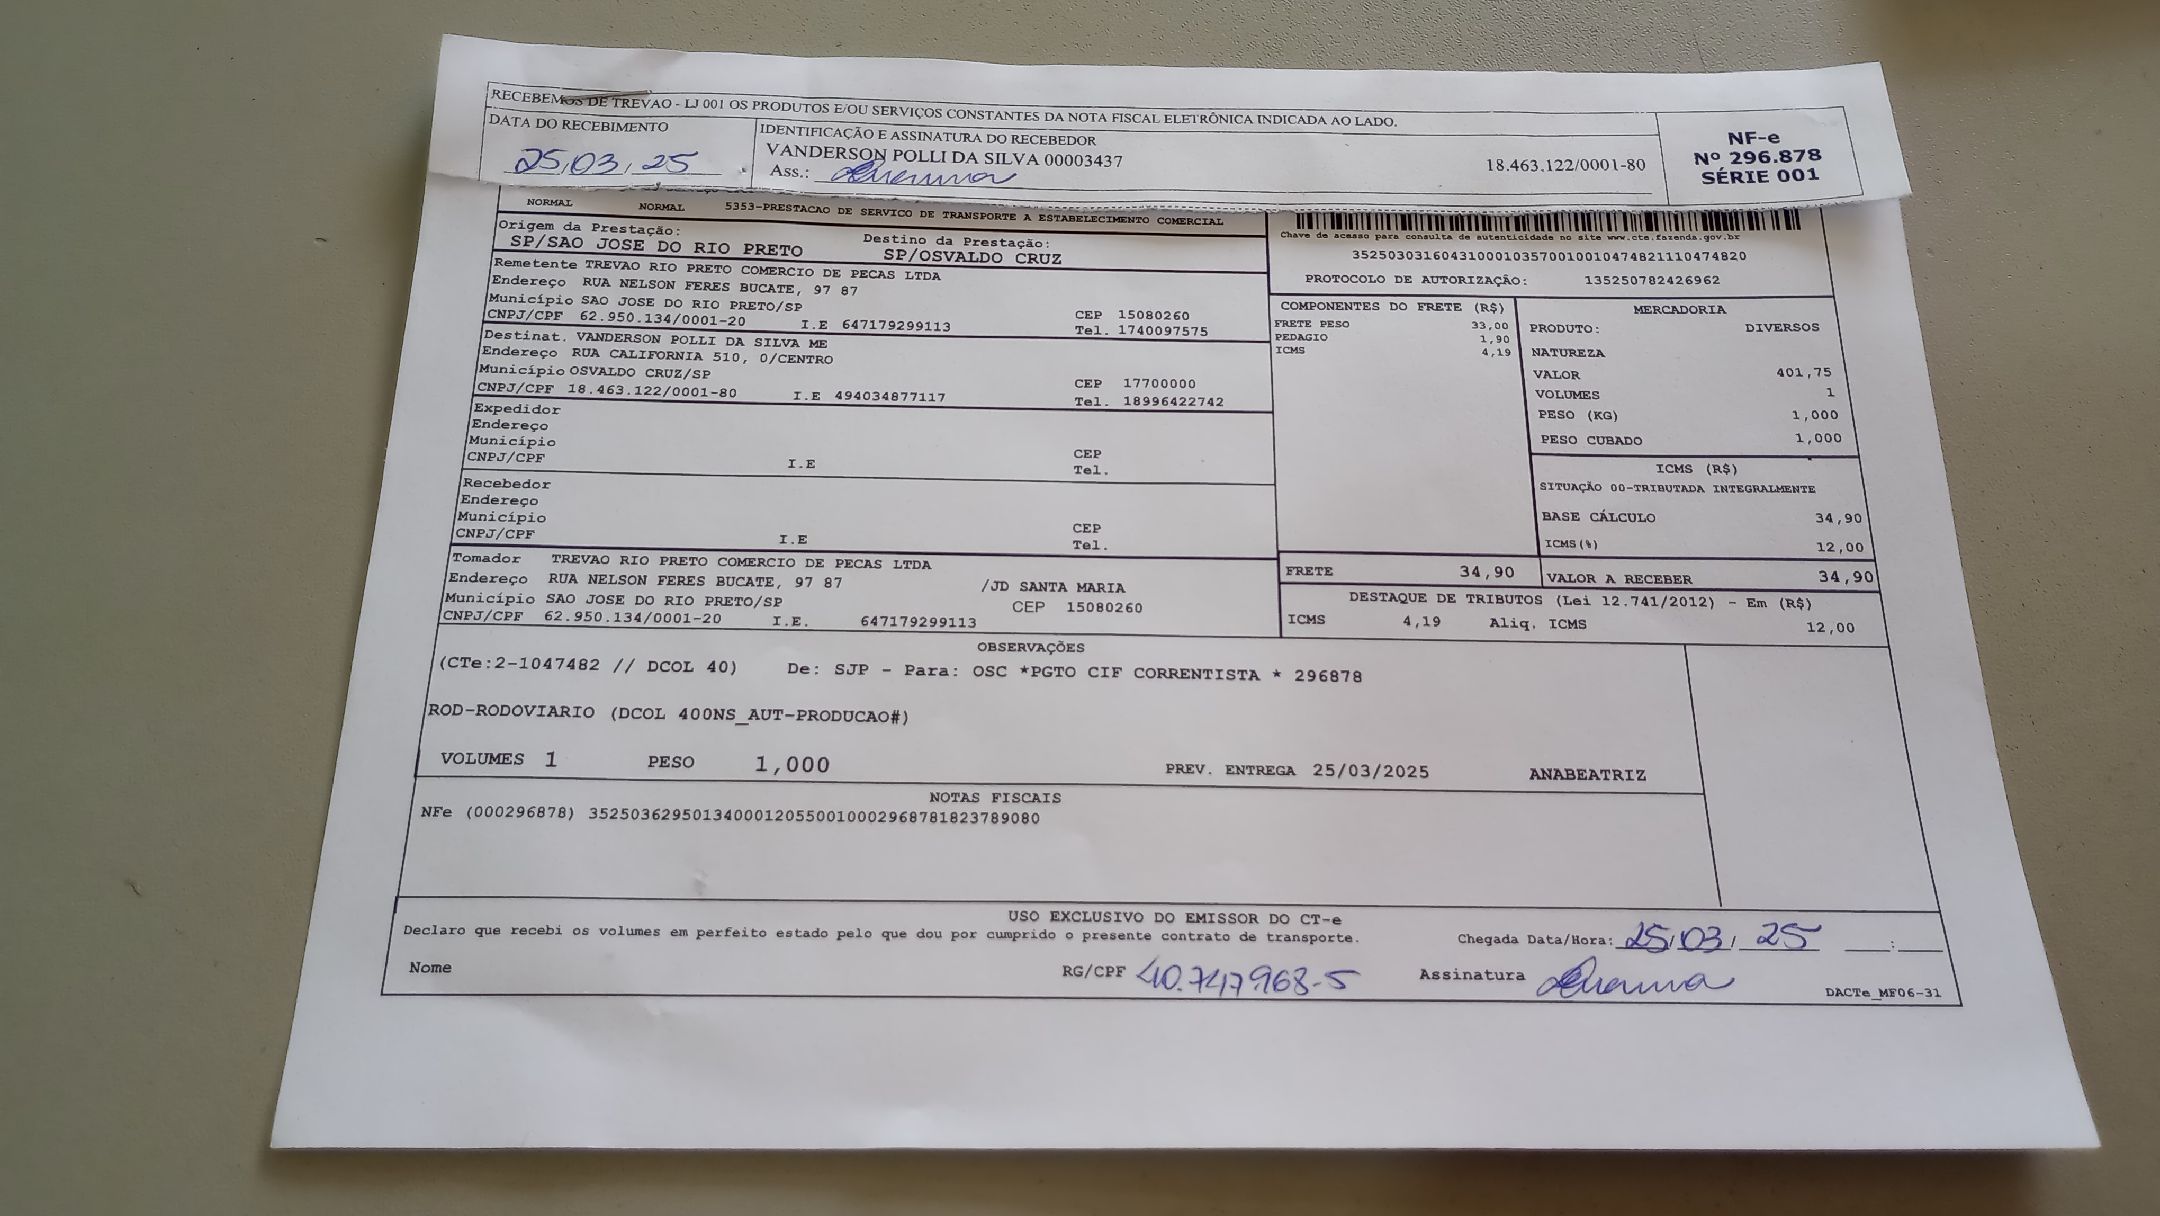 RECEBEMOS DE TREVAO - LJ 001 OS PRODUTOS E/OU SERVIÇOS CONSTANTES DA NOTA FISCAL ELETRÔNICA INDICADA AO LADO.
DATA DO RECEBIMENTO
25/03/25
IDENTIFICAÇÃO E ASSINATURA DO RECEBEDOR
VANDERSON POLLI DA SILVA 00003437
18.463.122/0001-80
Ass.:
NF-e
Nº 296.878
SÉRIE 001
NORMAL NORMAL 5353-PRESTACAO DE SERVICO DE TRANSPORTE A ESTABELECIMENTO COMERCIAL
Origem da Prestação:
SP/SAO JOSE DO RIO PRETO
Destino da Prestação:
SP/OSVALDO CRUZ
Chave de acesso para consulta de autenticidade no site www.cte.fazenda.gov.br
35250303160431000103570010010474821110474820
PROTOCOLO DE AUTORIZAÇÃO: 135250782426962
Remetente TREVAO RIO PRETO COMERCIO DE PECAS LTDA
Endereço RUA NELSON FERES BUCATE, 97 87
Município SAO JOSE DO RIO PRETO/SP CEP 15080260
CNPJ/CPF 62.950.134/0001-20 I.E 647179299113 Tel. 1740097575
Destinat. VANDERSON POLLI DA SILVA ME
Endereço RUA CALIFORNIA 510, 0/CENTRO
Município OSVALDO CRUZ/SP CEP 17700000
CNPJ/CPF 18.463.122/0001-80 I.E 494034877117 Tel. 18996422742
Expedidor
Endereço
Município CEP
CNPJ/CPF I.E Tel.
Recebedor
Endereço
Município CEP
CNPJ/CPF I.E Tel.
Tomador TREVAO RIO PRETO COMERCIO DE PECAS LTDA
Endereço RUA NELSON FERES BUCATE, 97 87 /JD SANTA MARIA
Município SAO JOSE DO RIO PRETO/SP CEP 15080260
CNPJ/CPF 62.950.134/0001-20 I.E. 647179299113
COMPONENTES DO FRETE (R$)
FRETE PESO 33,00
PEDAGIO 1,90
ICMS 4,19
MERCADORIA
PRODUTO: DIVERSOS
NATUREZA
VALOR 401,75
VOLUMES 1
PESO (KG) 1,000
PESO CUBADO 1,000
ICMS (R$)
SITUAÇÃO 00-TRIBUTADA INTEGRALMENTE
BASE CÁLCULO 34,90
ICMS(%) 12,00
FRETE 34,90
VALOR A RECEBER 34,90
DESTAQUE DE TRIBUTOS (Lei 12.741/2012) - Em (R$)
ICMS 4,19 Aliq. ICMS 12,00
OBSERVAÇÕES
(CTe:2-1047482 // DCOL 40) De: SJP - Para: OSC *PGTO CIF CORRENTISTA * 296878
ROD-RODOVIARIO (DCOL 400NS_AUT-PRODUCAO#)
VOLUMES 1 PESO 1,000 PREV. ENTREGA 25/03/2025 ANABEATRIZ
NOTAS FISCAIS
NFe (000296878) 35250362950134000120550010002968781823789080
USO EXCLUSIVO DO EMISSOR DO CT-e
Declaro que recebi os volumes em perfeito estado pelo que dou por cumprido o presente contrato de transporte.
Chegada Data/Hora: 25/03/25 __:__
Nome RG/CPF 40.747.968-5 Assinatura
DACTe_MF06-31